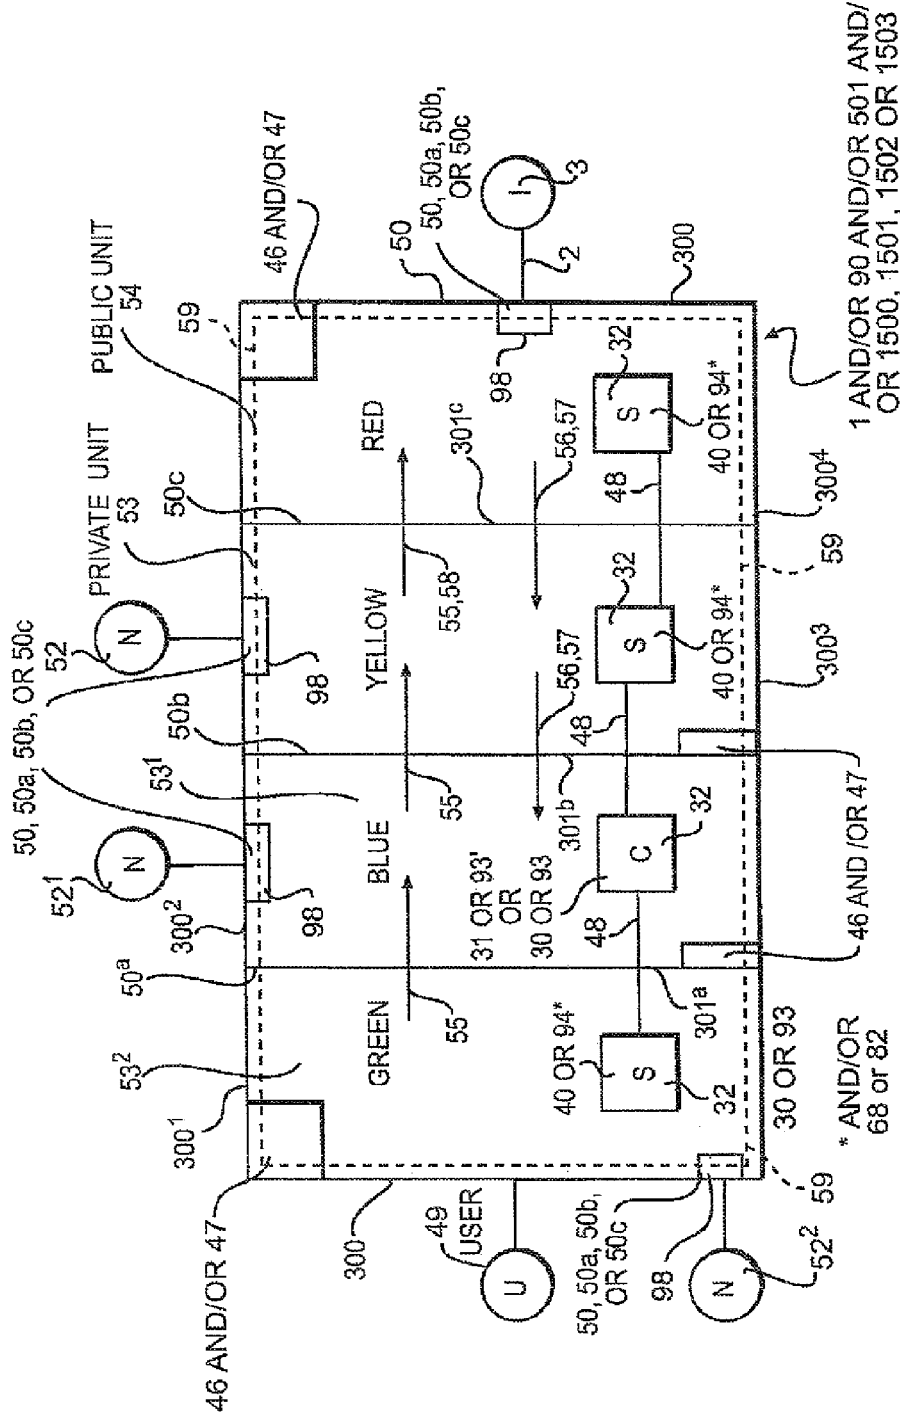 46 AND/OR 47
50, 50a, 50b, OR 50c
52¹
N
52
N
PRIVATE UNIT
53
PUBLIC UNIT
54
59
46 AND/OR 47
300¹
53²
50ᵃ
300²
98
50b
98
50c
50
50, 50a, 50b,
OR 50c
300
49
USER
U
GREEN
55
BLUE
53¹
55
YELLOW
55,58
RED
301ᶜ
98
2
I
3
31 OR 93'
OR
30 OR 93
301ᵇ
56,57
56,57
50, 50a, 50b,
OR 50c
98
N
52²
40 OR 94*
S
32
48
C
32
48
S
32
40 OR 94*
48
S
32
40 OR 94*
300
301ᵃ
59
30 OR 93
46 AND /OR 47
300³
59
300⁴
* AND/OR
68 or 82
1 AND/OR 90 AND/OR 501 AND/
OR 1500, 1501, 1502 OR 1503